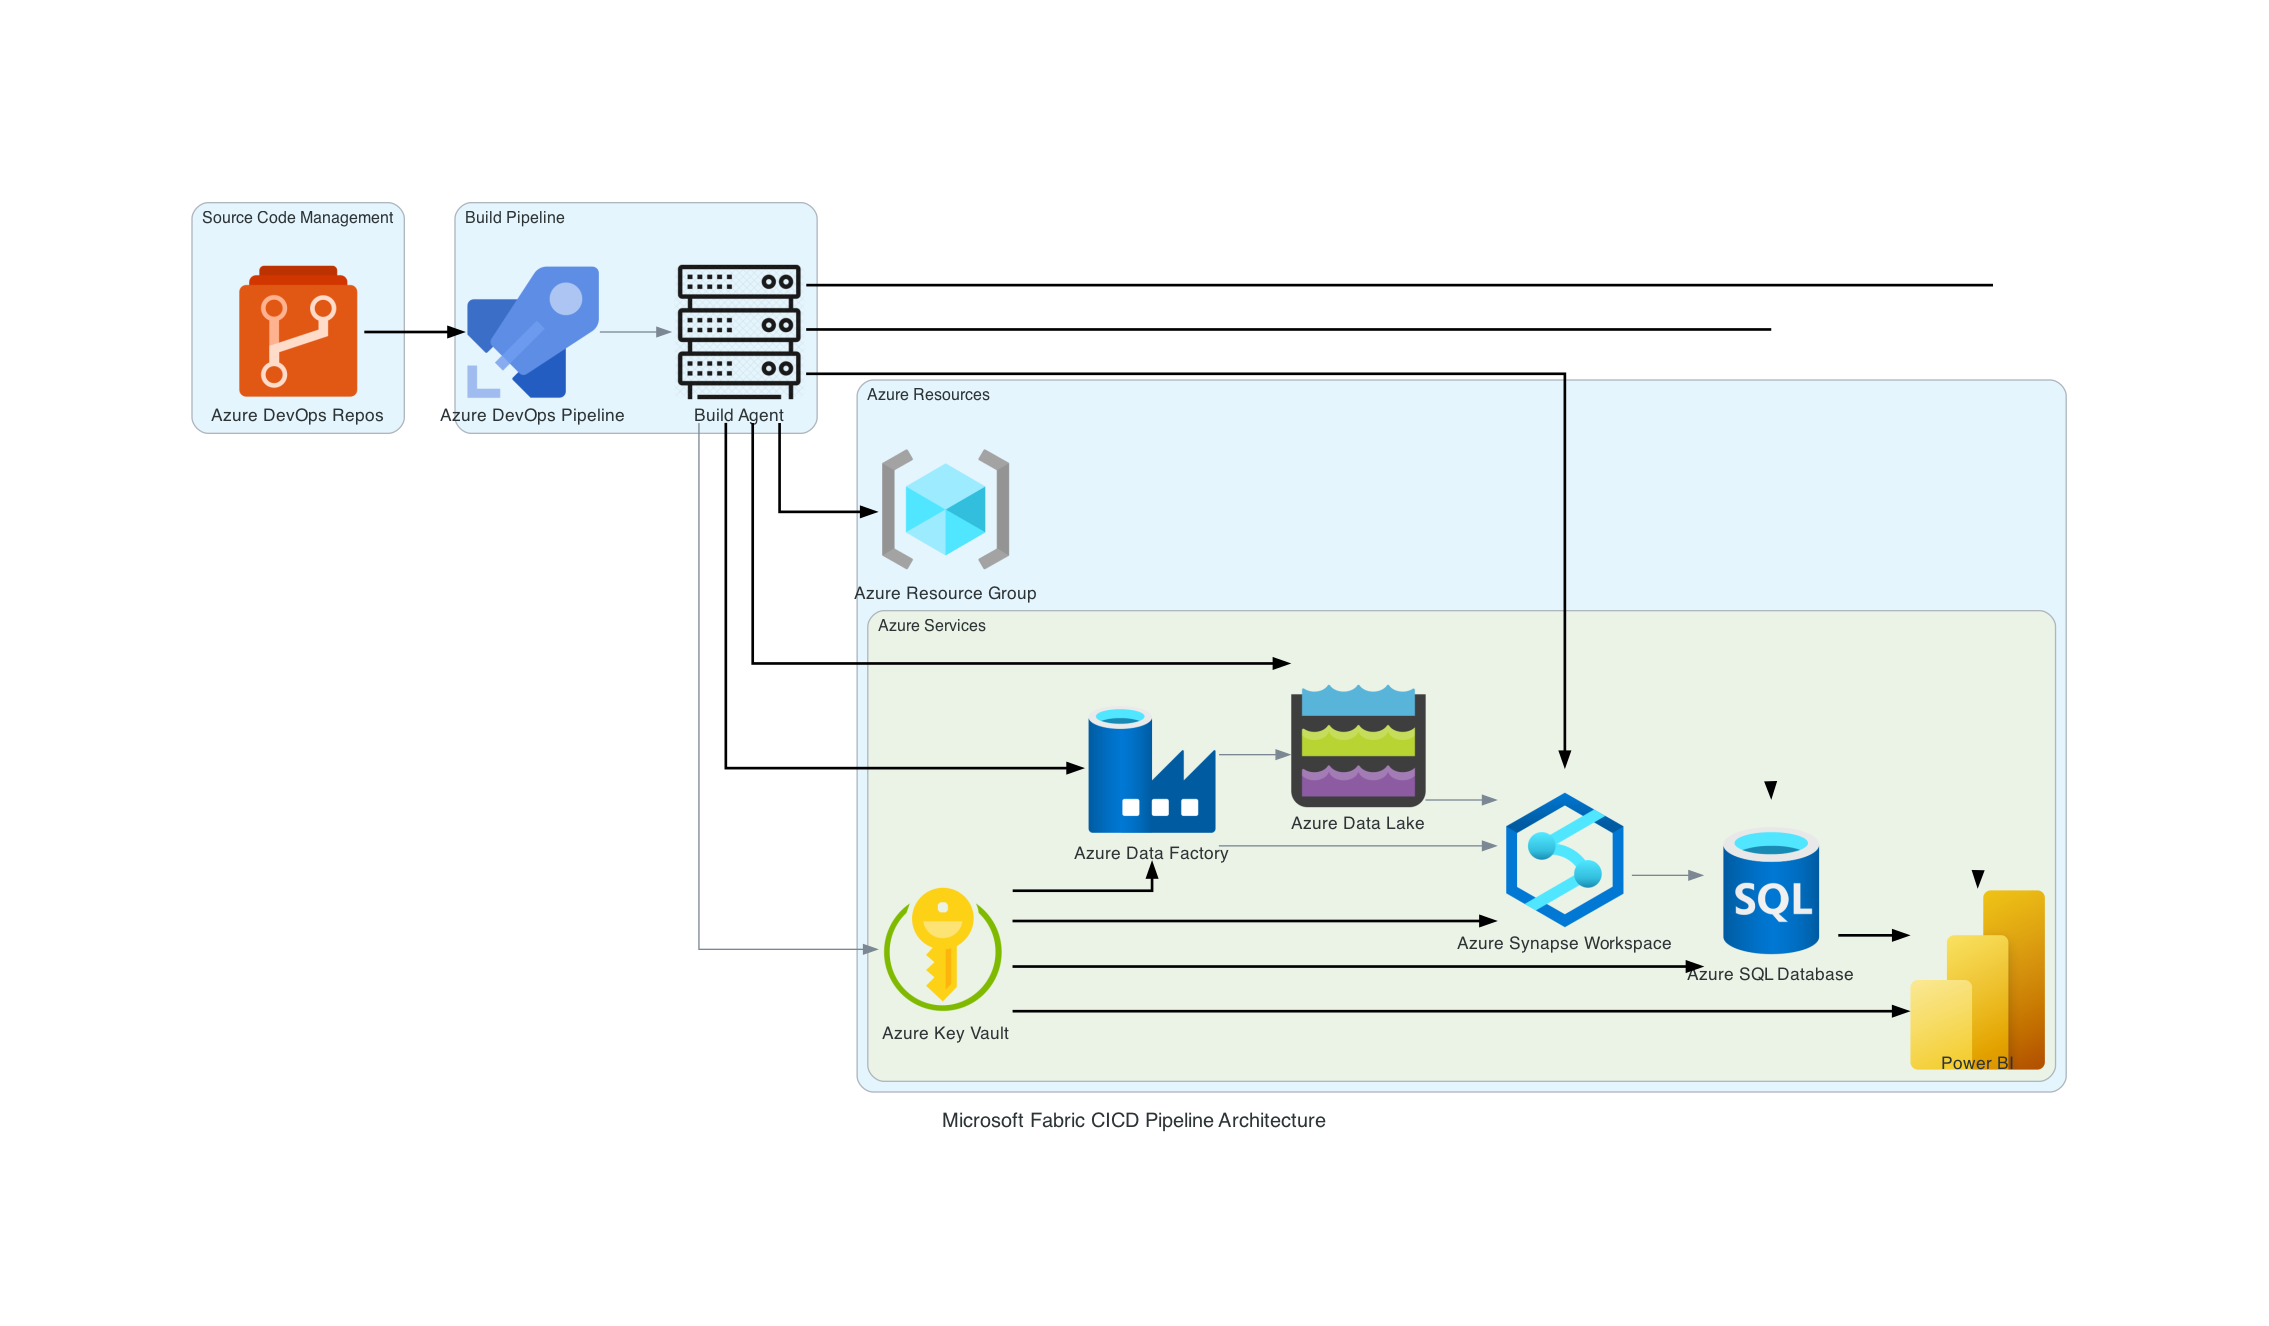 Source Code Management
Build Pipeline
Azure DevOps Repos
Azure DevOps Pipeline
Build Agent
Azure Resources
Azure Resource Group
Azure Services
Azure Data Lake
Azure Data Factory
Azure Synapse Workspace
SQL
Azure SQL Database
Azure Key Vault
Power BI
Microsoft Fabric CICD Pipeline Architecture